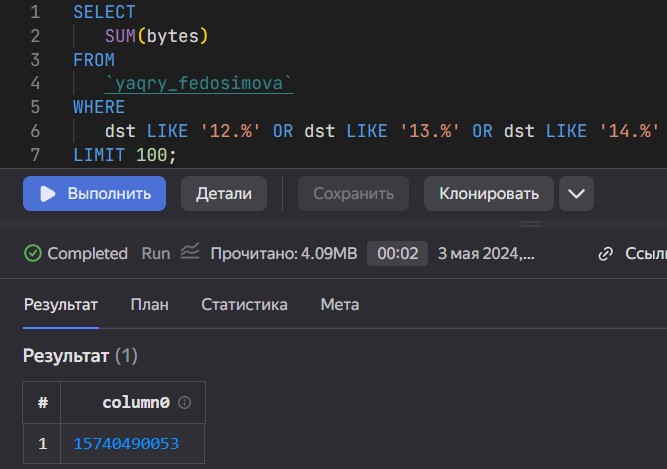 1 SELECT
2 SUM(bytes)
3 FROM
4 `yaqry_fedosimova`
5 WHERE
6 dst LIKE '12.%' OR dst LIKE '13.%' OR dst LIKE '14.%'
7 LIMIT 100;
Выполнить Детали Сохранить Клонировать
Completed Run Прочитано: 4.09MB 00:02 3 мая 2024,... Ссыл
Результат План Статистика Мета
Результат (1)
# column0
1 15740490053